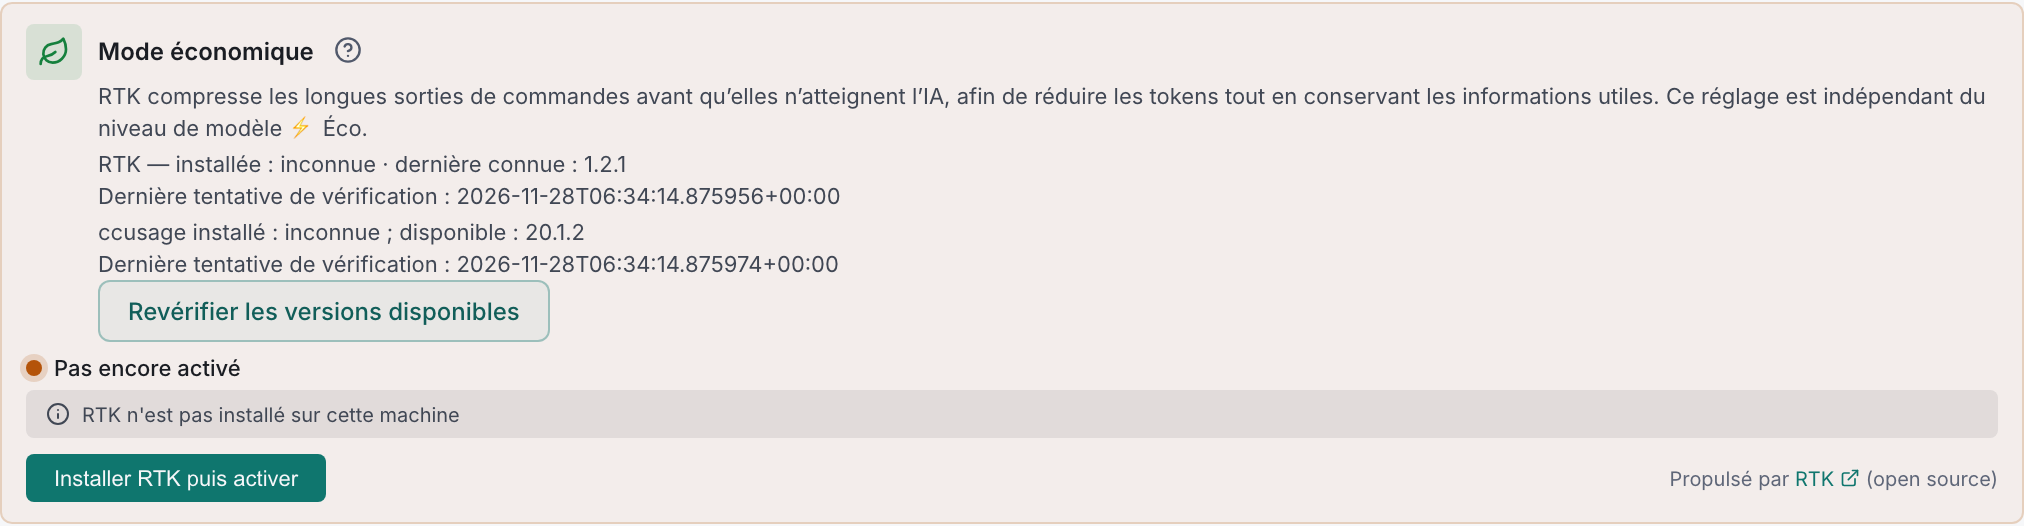 Mode économique
RTK compresse les longues sorties de commandes avant qu’elles n’atteignent l’IA, afin de réduire les tokens tout en conservant les informations utiles. Ce réglage est indépendant du
niveau de modèle ⚡ Éco.
RTK — installée : inconnue · dernière connue : 1.2.1
Dernière tentative de vérification : 2026-11-28T06:34:14.875956+00:00
ccusage installé : inconnue ; disponible : 20.1.2
Dernière tentative de vérification : 2026-11-28T06:34:14.875974+00:00
Revérifier les versions disponibles
Pas encore activé
RTK n'est pas installé sur cette machine
Installer RTK puis activer
Propulsé par RTK (open source)